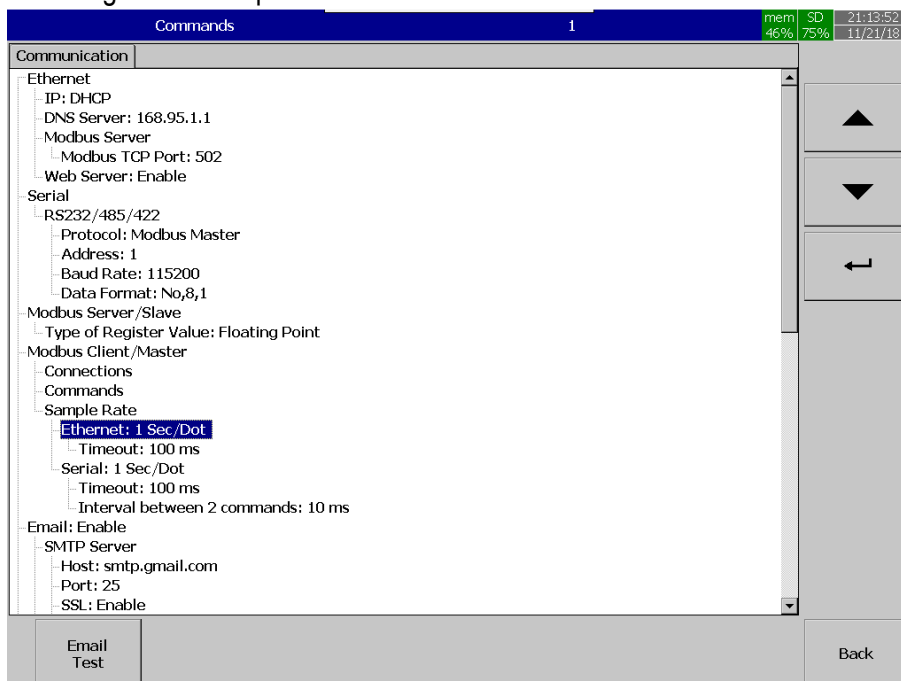 Commands
1
mem
46%
SD
75%
21:13:52
11/21/18
Communication
Ethernet
IP: DHCP
DNS Server: 168.95.1.1
Modbus Server
Modbus TCP Port: 502
Web Server: Enable
Serial
RS232/485/422
Protocol: Modbus Master
Address: 1
Baud Rate: 115200
Data Format: No,8,1
Modbus Server/Slave
Type of Register Value: Floating Point
Modbus Client/Master
Connections
Commands
Sample Rate
Ethernet: 1 Sec/Dot
Timeout: 100 ms
Serial: 1 Sec/Dot
Timeout: 100 ms
Interval between 2 commands: 10 ms
Email: Enable
SMTP Server
Host: smtp.gmail.com
Port: 25
SSL: Enable
Email
Test
Back